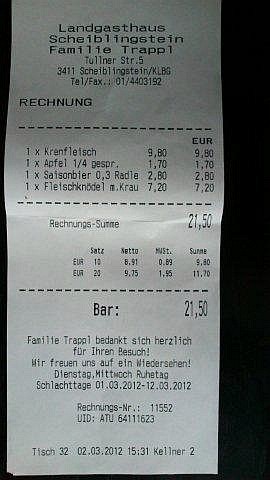 Landgasthaus
Scheiblingstein
Familie Trappl
Tullner Str.5
3411 Scheiblingstein/KLBG
Tel/Fax.: 01/4403192
RECHNUNG
EUR
1 x Krenfleisch 9,80 9,80
1 x Apfel 1/4 gespr. 1,70 1,70
1 x Saisonbier 0,3 Radle 2,80 2,80
1 x Fleischknödel m.Krau 7,20 7,20
Rechnungs-Summe 21,50
Satz Netto MWSt. Summe
EUR 10 8.91 0.89 9.80
EUR 20 9.75 1.95 11.70
Bar: 21,50
Familie Trappl bedankt sich herzlich
für Ihren Besuch!
Wir freuen uns auf ein Wiedersehen!
Dienstag,Mittwoch Ruhetag
Schlachttage 01.03.2012-12.03.2012
Rechnungs-Nr.: 11552
UID: ATU 64111623
Tisch 32 02.03.2012 15:31 Kellner 2